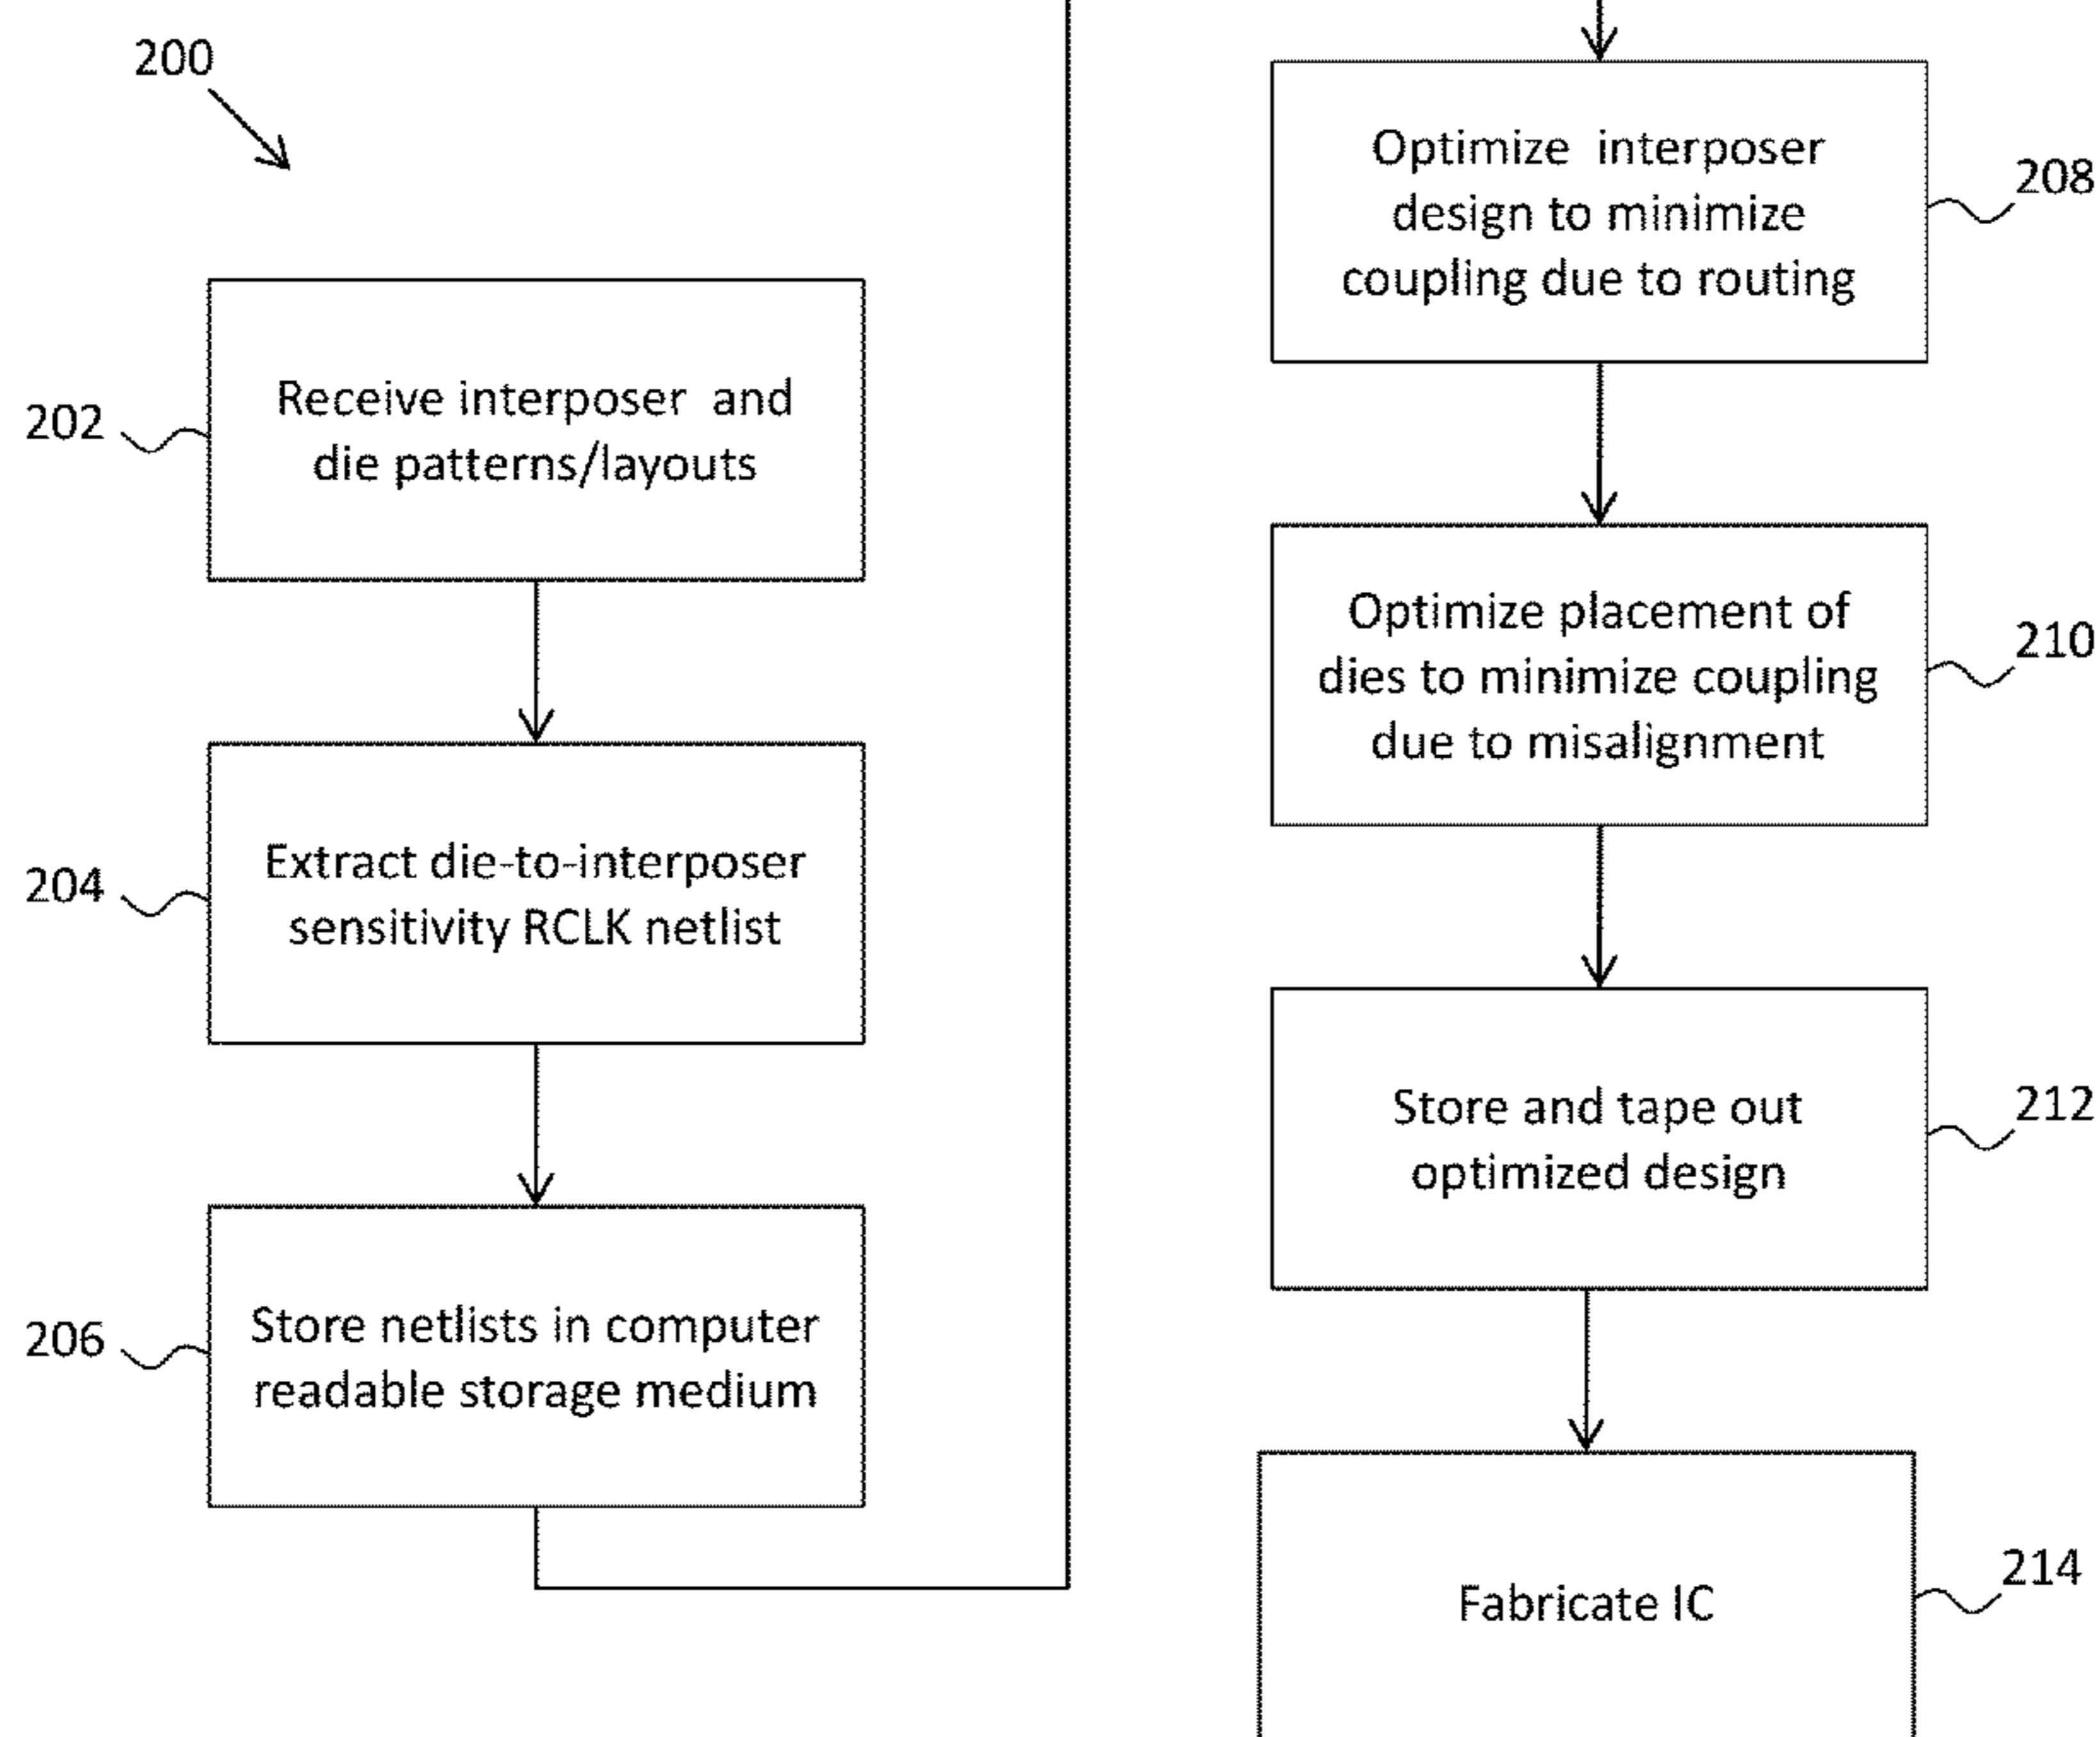 200
202
Receive interposer and
die patterns/layouts
204
Extract die-to-interposer
sensitivity RCLK netlist
206
Store netlists in computer
readable storage medium
Optimize interposer
design to minimize
coupling due to routing
208
Optimize placement of
dies to minimize coupling
due to misalignment
210
Store and tape out
optimized design
212
Fabricate IC
214